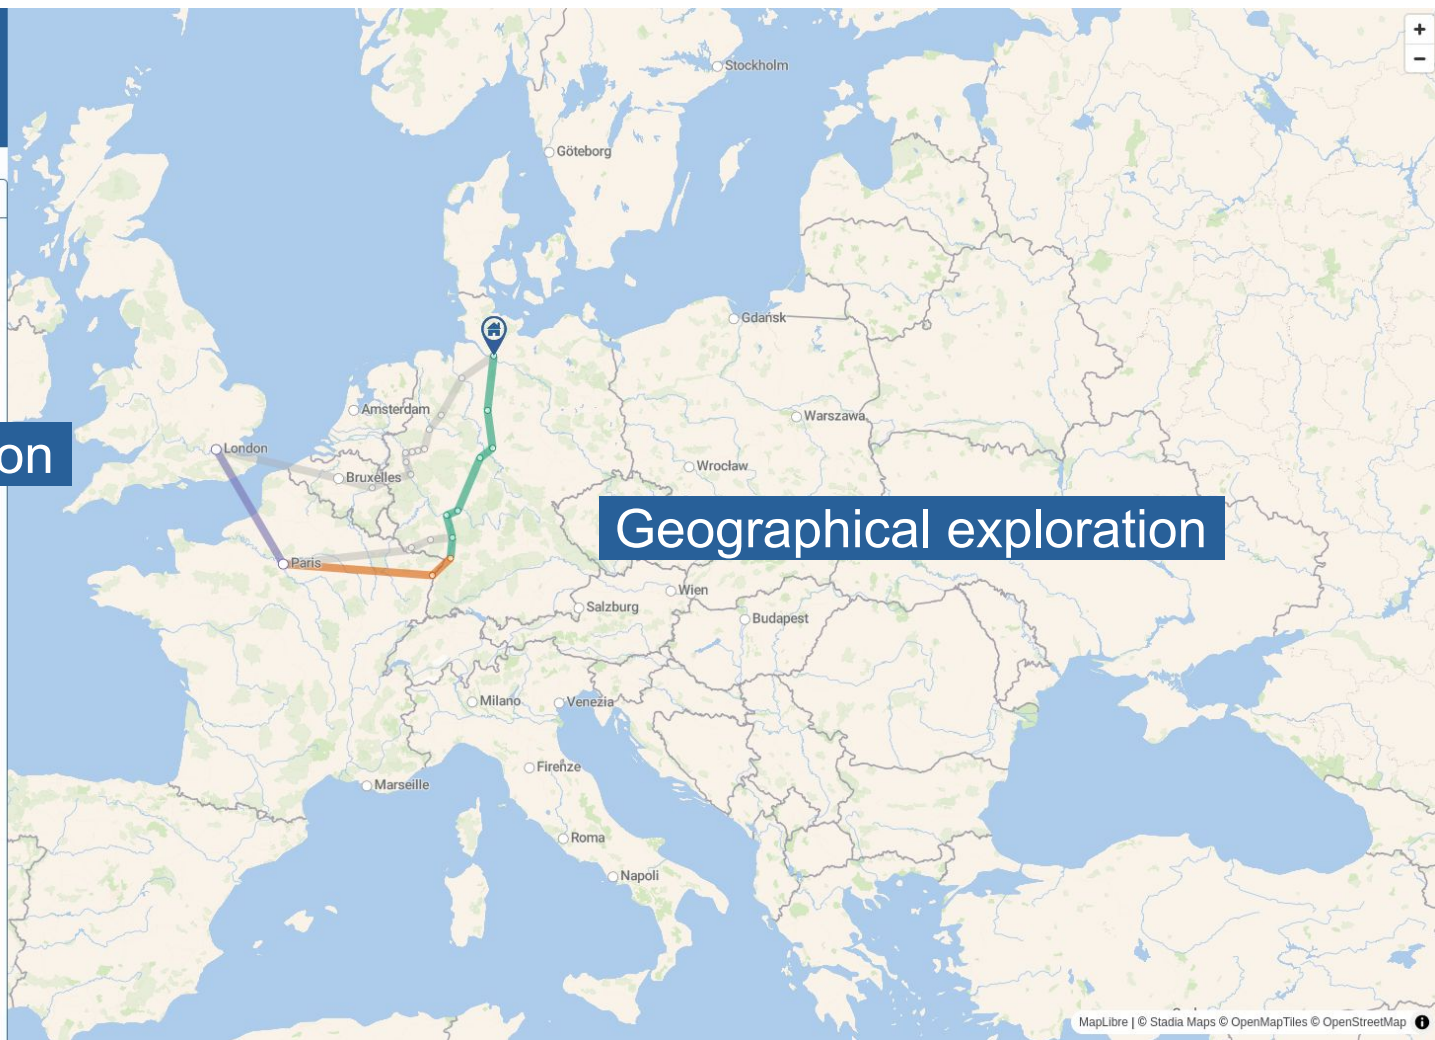 Stockholm
Göteborg
Gdańsk
Amsterdam
Warszawa
London
on
Wrocław
Bruxelles
Geographical exploration
Paris
Wien
Salzburg
Budapest
Milano
Venezia
Firenze
Marseille
Roma
Napoli
MapLibre | © Stadia Maps © OpenMapTiles © OpenStreetMap